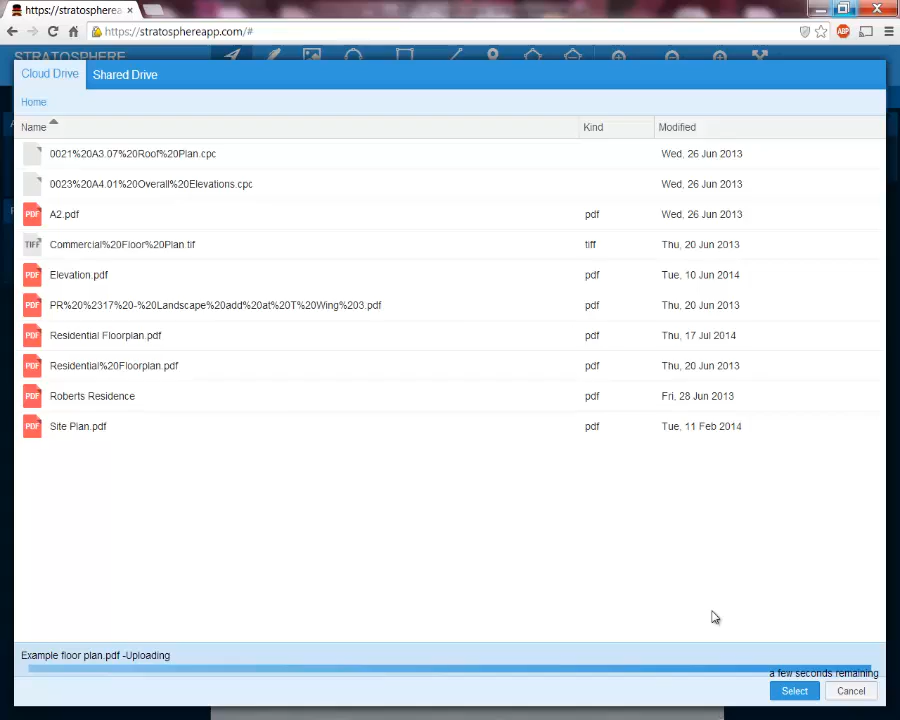 https://stratospherea
https://stratosphereapp.com/#
ABP
STRATOSPHERE
Cloud Drive
Shared Drive
Home
Name
Kind
Modified
0021%20A3.07%20Roof%20Plan.cpc
Wed, 26 Jun 2013
0023%20A4.01%20Overall%20Elevations.cpc
Wed, 26 Jun 2013
PDF A2.pdf
pdf
Wed, 26 Jun 2013
TIFF Commercial%20Floor%20Plan.tif
tiff
Thu, 20 Jun 2013
PDF Elevation.pdf
pdf
Tue, 10 Jun 2014
PDF PR%20%2317%20-%20Landscape%20add%20at%20T%20Wing%203.pdf
pdf
Thu, 20 Jun 2013
PDF Residential Floorplan.pdf
pdf
Thu, 17 Jul 2014
PDF Residential%20Floorplan.pdf
pdf
Thu, 20 Jun 2013
PDF Roberts Residence
pdf
Fri, 28 Jun 2013
PDF Site Plan.pdf
pdf
Tue, 11 Feb 2014
Example floor plan.pdf -Uploading
a few seconds remaining
Select
Cancel